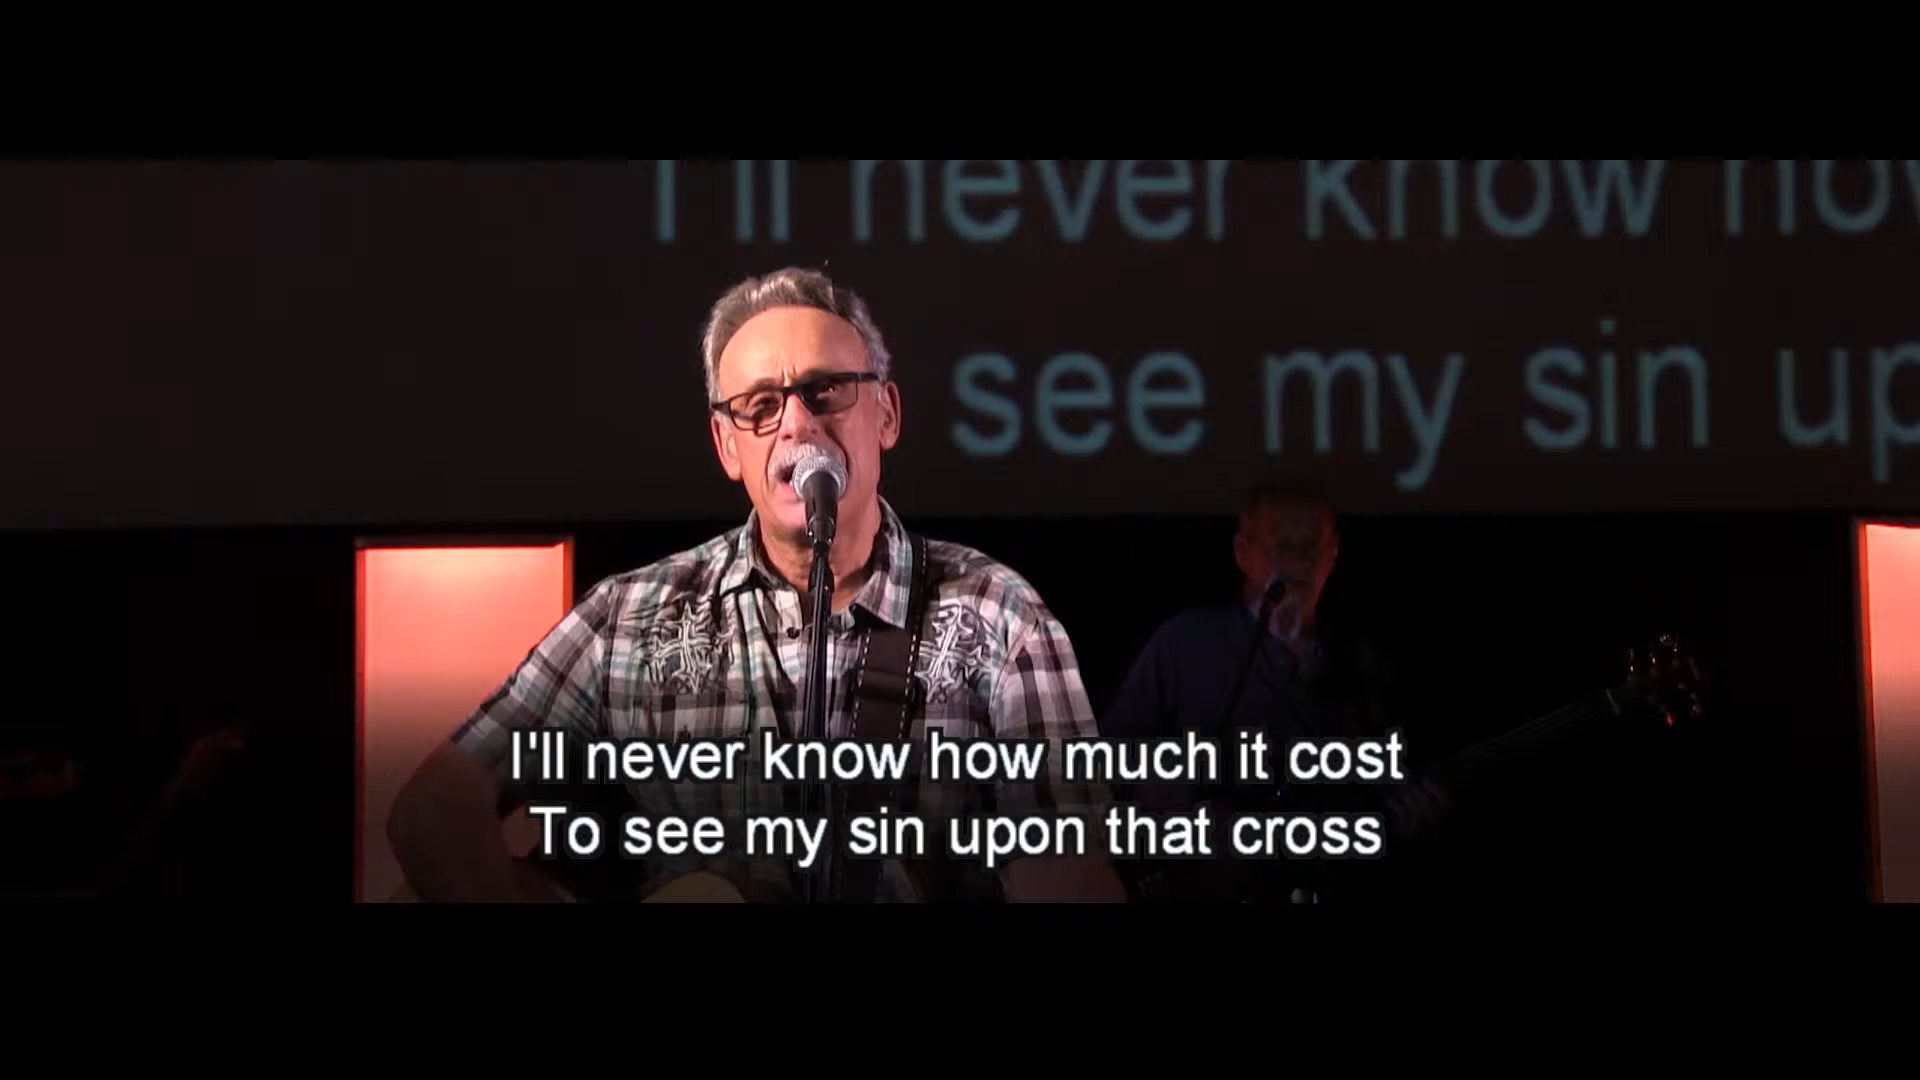 I'll never know how
see my sin up
I'll never know how much it cost
To see my sin upon that cross